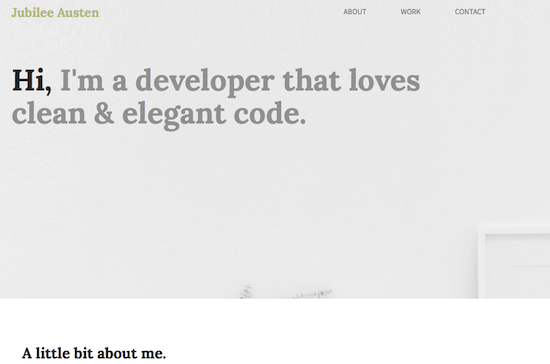 Jubilee Austen
ABOUT WORK CONTACT
Hi, I'm a developer that loves
clean & elegant code.
A little bit about me.